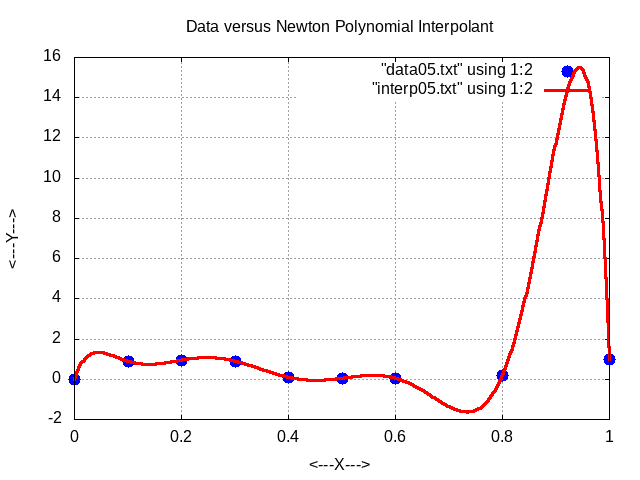 Data versus Newton Polynomial Interpolant
"data05.txt" using 1:2
"interp05.txt" using 1:2
16
14
12
10
8
6
4
2
0
-2
<---Y--->
0 0.2 0.4 0.6 0.8 1
<---X--->